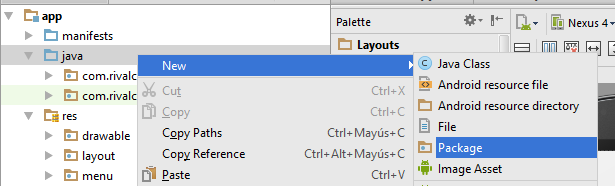 app
manifests
java
com.rivalc
com.rivalc
res
drawable
layout
menu
New
Cut Ctrl+X
Copy Ctrl+C
Copy Paths Ctrl+Mayús+C
Copy Reference Ctrl+Alt+Mayús+C
Paste Ctrl+V
Palette
Nexus 4
Layouts
Java Class
Android resource file
Android resource directory
File
Package
Image Asset